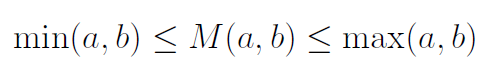 min(a, b) ≤ M(a, b) ≤ max(a, b)